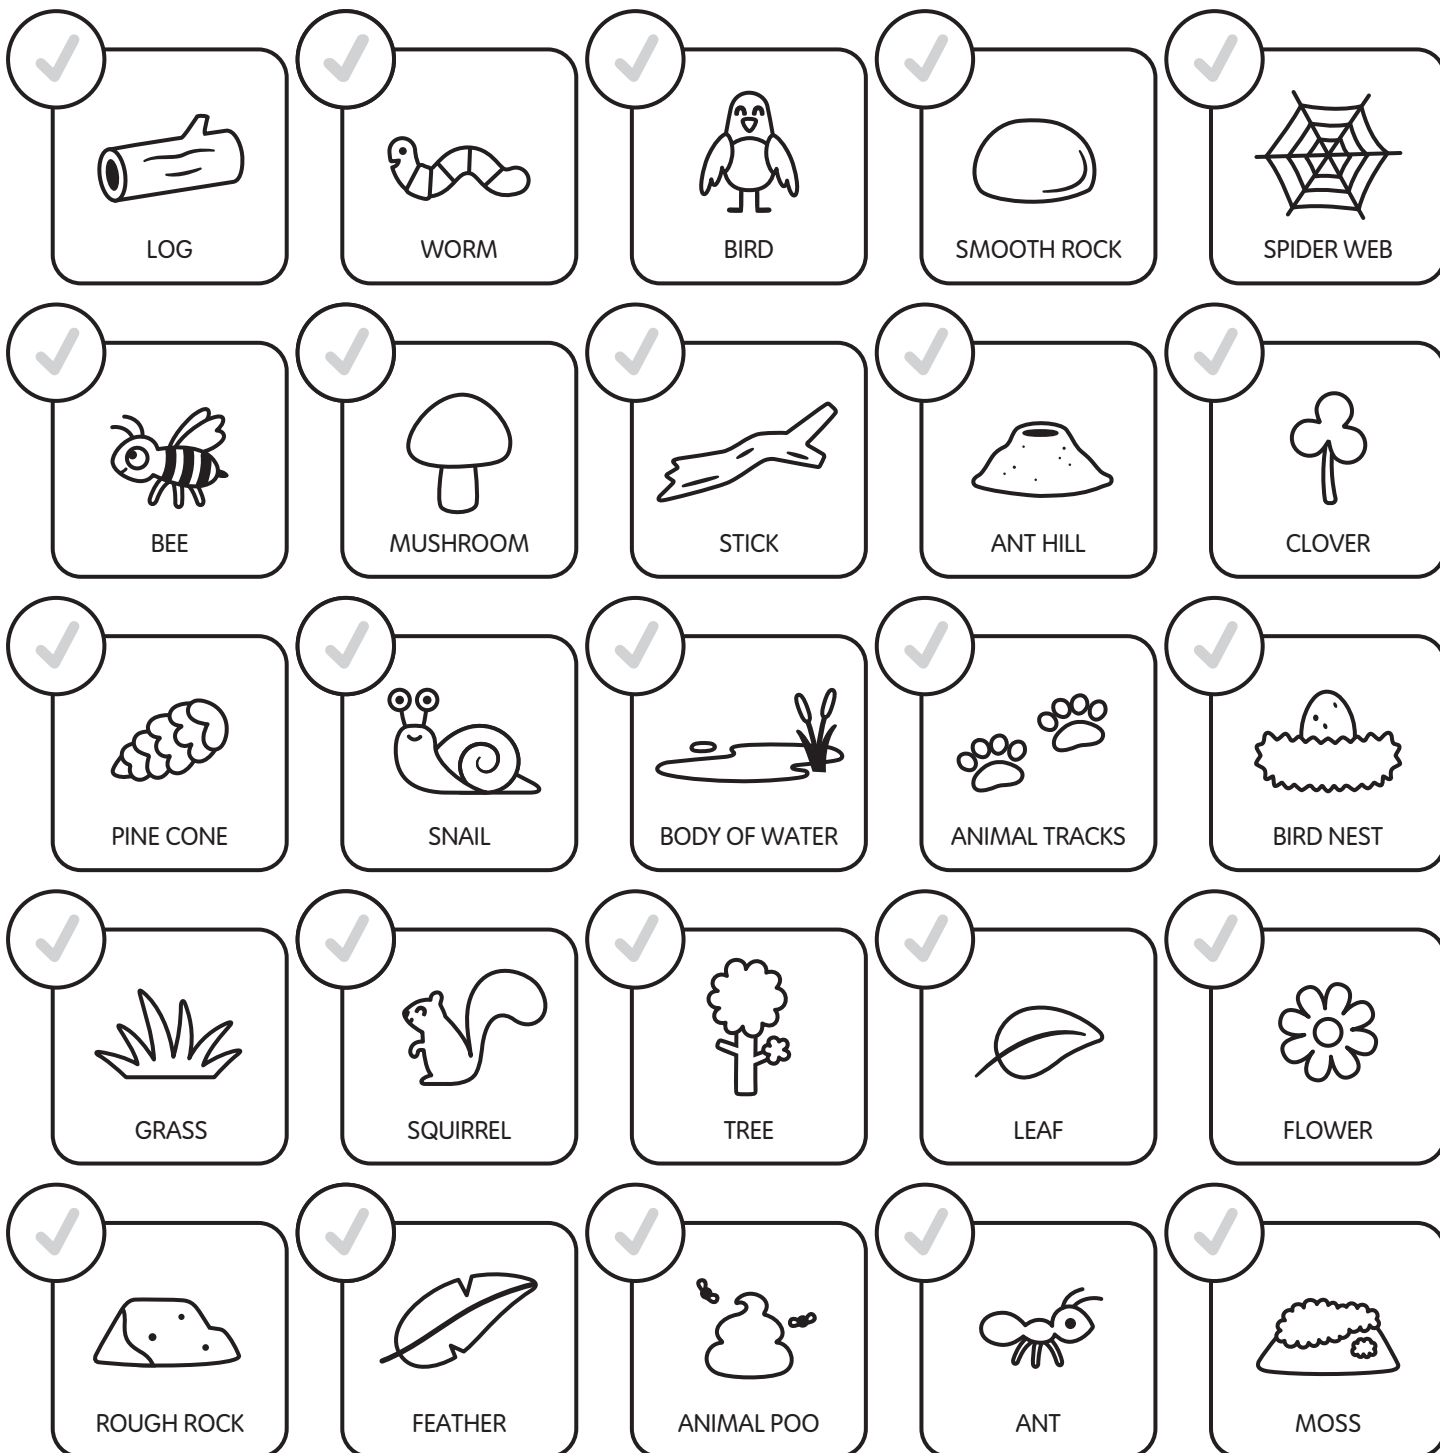 LOG
WORM
BIRD
SMOOTH ROCK
SPIDER WEB
BEE
MUSHROOM
STICK
ANT HILL
CLOVER
PINE CONE
SNAIL
BODY OF WATER
ANIMAL TRACKS
BIRD NEST
GRASS
SQUIRREL
TREE
LEAF
FLOWER
ROUGH ROCK
FEATHER
ANIMAL POO
ANT
MOSS